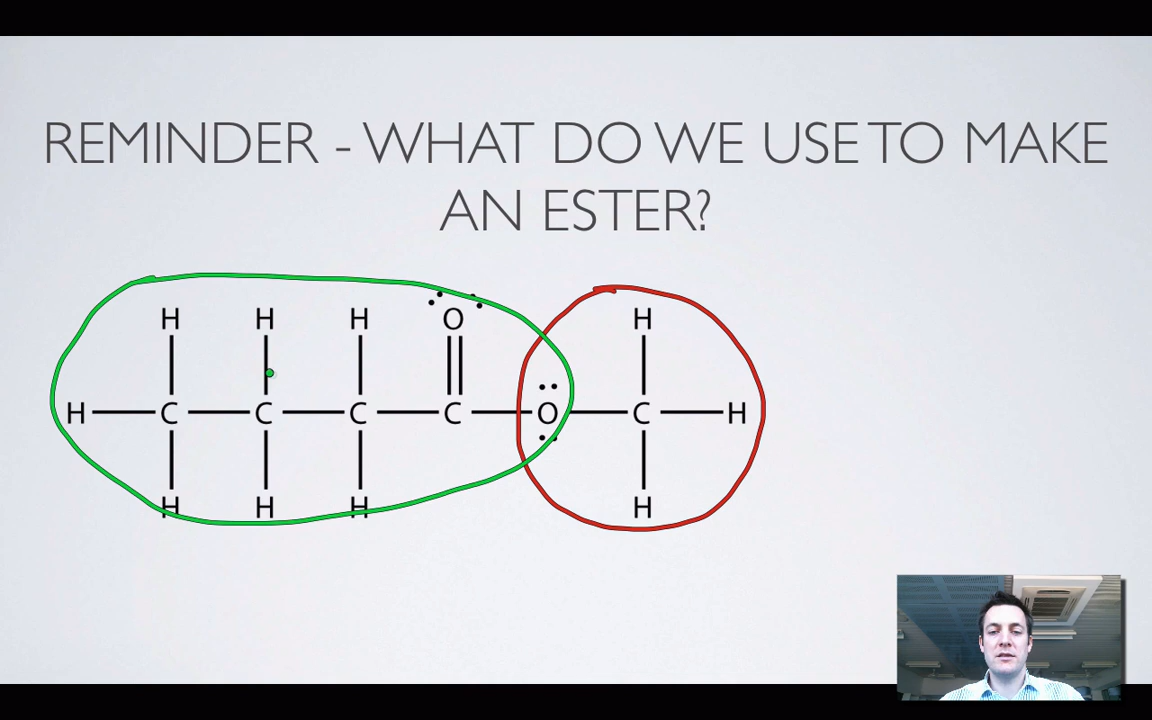 REMINDER - WHAT DO WE USE TO MAKE
AN ESTER?
H H H O H
H C C C C O C H
H H H H